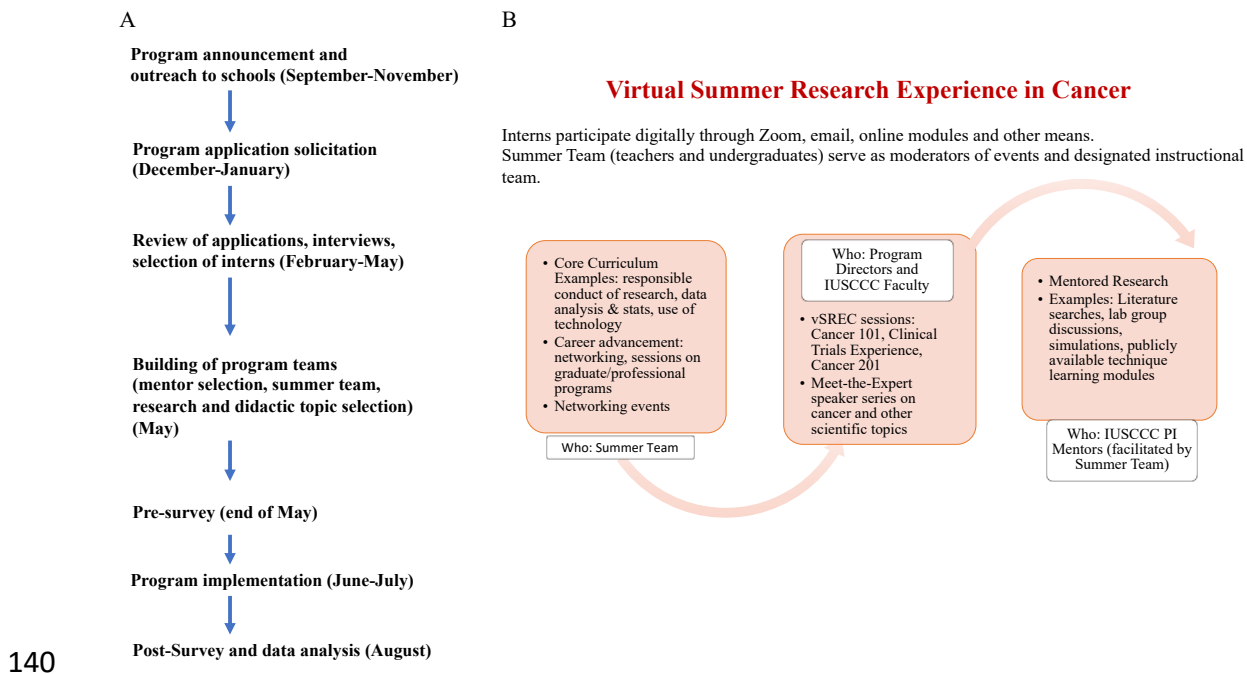 A
Program announcement and
outreach to schools (September-November)
Program application solicitation
(December-January)
Review of applications, interviews,
selection of interns (February-May)
Building of program teams
(mentor selection, summer team,
research and didactic topic selection)
(May)
Pre-survey (end of May)
Program implementation (June-July)
Post-Survey and data analysis (August)
140
B
Virtual Summer Research Experience in Cancer
Interns participate digitally through Zoom, email, online modules and other means.
Summer Team (teachers and undergraduates) serve as moderators of events and designated instructional
team.
• Core Curriculum
Examples: responsible
conduct of research, data
analysis & stats, use of
technology
• Career advancement:
networking, sessions on
graduate/professional
programs
• Networking events
Who: Summer Team
Who: Program
Directors and
IUSCCC Faculty
• vSREC sessions:
Cancer 101, Clinical
Trials Experience,
Cancer 201
• Meet-the-Expert
speaker series on
cancer and other
scientific topics
• Mentored Research
• Examples: Literature
searches, lab group
discussions,
simulations, publicly
available technique
learning modules
Who: IUSCCC PI
Mentors (facilitated by
Summer Team)